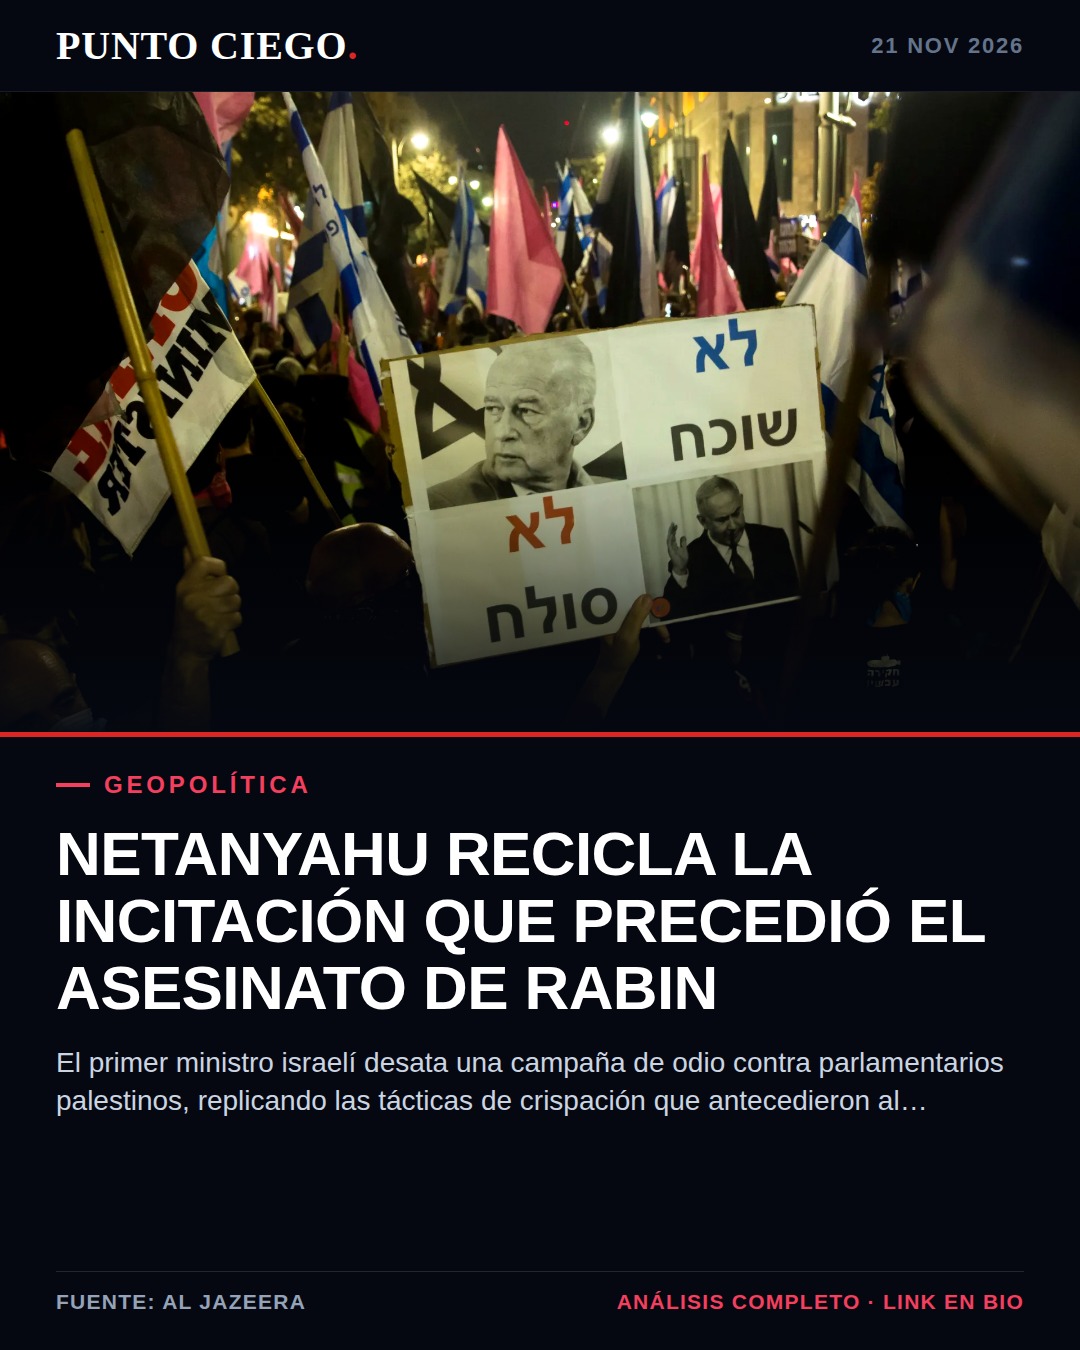 PUNTO CIEGO.
21 NOV 2026
MINISTER
לא
שוכח
לא
סולח
GEOPOLÍTICA
NETANYAHU RECICLA LA
INCITACIÓN QUE PRECEDIÓ EL
ASESINATO DE RABIN
El primer ministro israelí desata una campaña de odio contra parlamentarios
palestinos, replicando las tácticas de crispación que antecedieron al…
FUENTE: AL JAZEERA
ANÁLISIS COMPLETO · LINK EN BIO